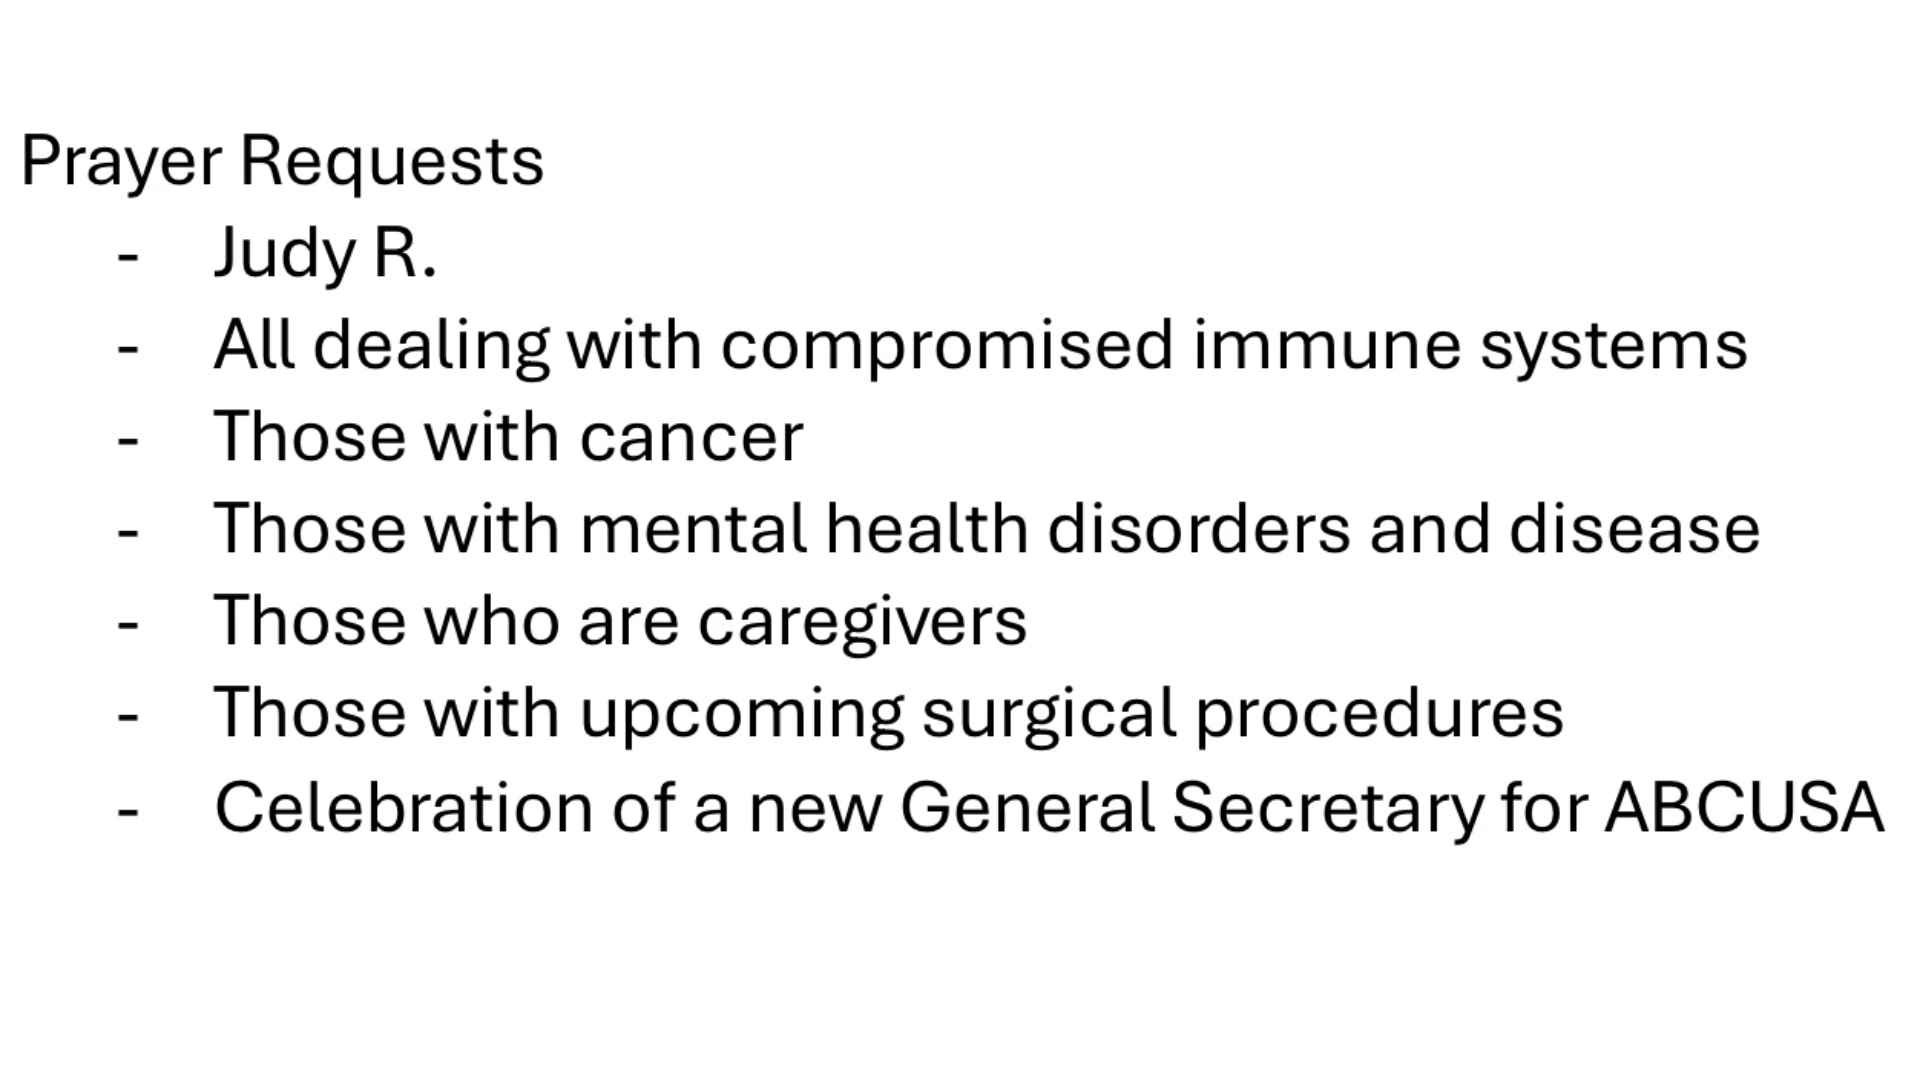 Prayer Requests
- Judy R.
- All dealing with compromised immune systems
- Those with cancer
- Those with mental health disorders and disease
- Those who are caregivers
- Those with upcoming surgical procedures
- Celebration of a new General Secretary for ABCUSA